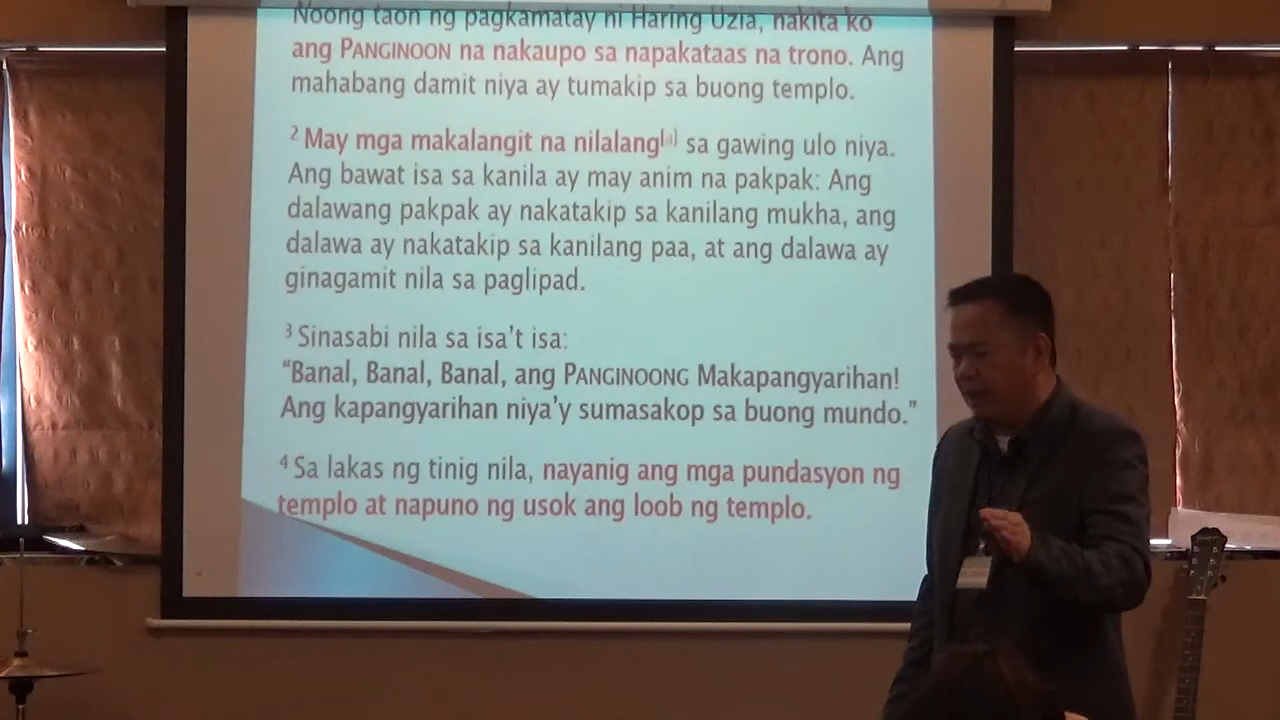 Noong taon ng pagkamatay ni Haring Uzia, nakita ko
ang PANGINOON na nakaupo sa napakataas na trono. Ang
mahabang damit niya ay tumakip sa buong templo.
2 May mga makalangit na nilalang[a] sa gawing ulo niya.
Ang bawat isa sa kanila ay may anim na pakpak: Ang
dalawang pakpak ay nakatakip sa kanilang mukha, ang
dalawa ay nakatakip sa kanilang paa, at ang dalawa ay
ginagamit nila sa paglipad.
3 Sinasabi nila sa isa’t isa:
“Banal, Banal, Banal, ang PANGINOONG Makapangyarihan!
Ang kapangyarihan niya’y sumasakop sa buong mundo.”
4 Sa lakas ng tinig nila, nayanig ang mga pundasyon ng
templo at napuno ng usok ang loob ng templo.